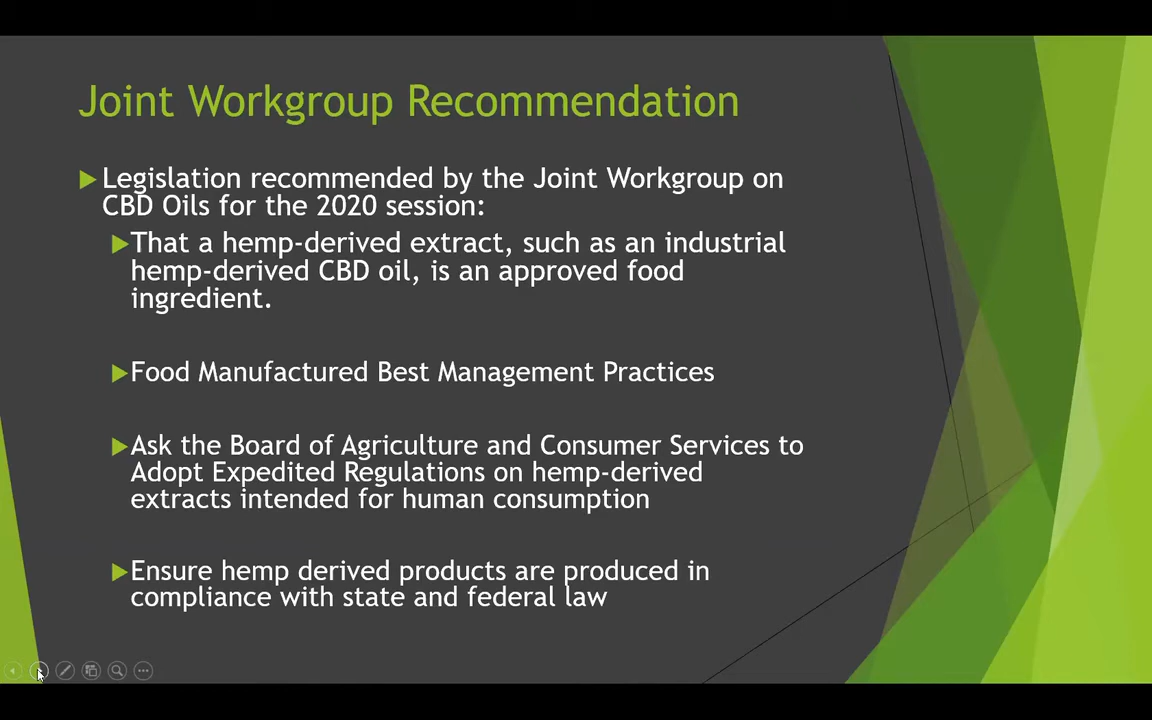 Joint Workgroup Recommendation
Legislation recommended by the Joint Workgroup on
CBD Oils for the 2020 session:
That a hemp-derived extract, such as an industrial
hemp-derived CBD oil, is an approved food
ingredient.
Food Manufactured Best Management Practices
Ask the Board of Agriculture and Consumer Services to
Adopt Expedited Regulations on hemp-derived
extracts intended for human consumption
Ensure hemp derived products are produced in
compliance with state and federal law